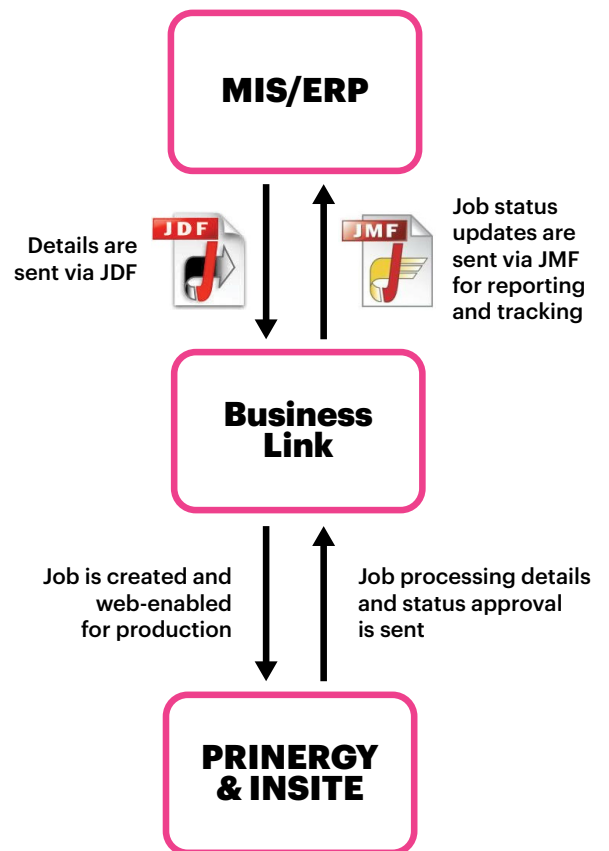 MIS/ERP
Details are
sent via JDF
JDF
JMF
Job status
updates are
sent via JMF
for reporting
and tracking
Business
Link
Job is created and
web-enabled
for production
Job processing details
and status approval
is sent
PRINERGY
& INSITE